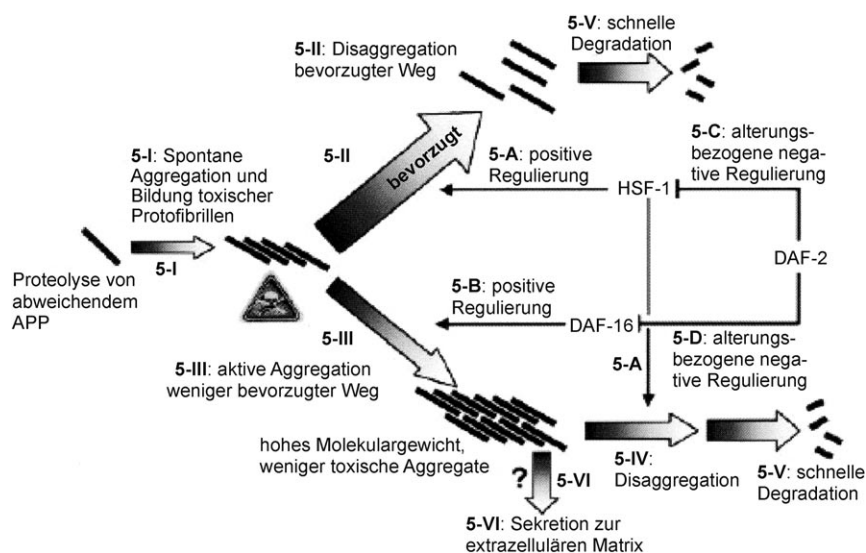 5-II: Disaggregation
bevorzugter Weg
5-V: schnelle
Degradation
5-I: Spontane
Aggregation und
Bildung toxischer
Protofibrillen
5-II
bevorzugt
5-A: positive
Regulierung
5-C: alterungs-
bezogene nega-
tive Regulierung
HSF-1
5-I
Proteolyse von
abweichendem
APP
DAF-2
5-B: positive
Regulierung
DAF-16
5-III
5-III: aktive Aggregation
weniger bevorzugter Weg
5-A
5-D: alterungs-
bezogene nega-
tive Regulierung
hohes Molekulargewicht,
weniger toxische Aggregate
?
5-VI
5-IV:
Disaggregation
5-V: schnelle
Degradation
5-VI: Sekretion zur
extrazellulären Matrix